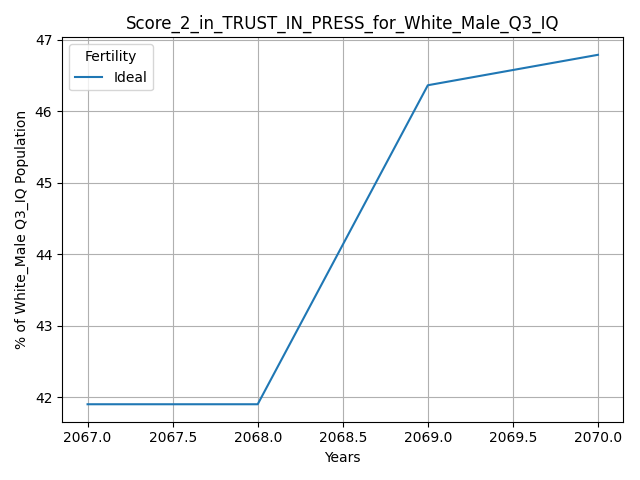 Score_2_in_TRUST_IN_PRESS_for_White_Male_Q3_IQ
Fertility
Ideal
% of White_Male Q3_IQ Population
47
46
45
44
43
42
2067.0 2067.5 2068.0 2068.5 2069.0 2069.5 2070.0
Years